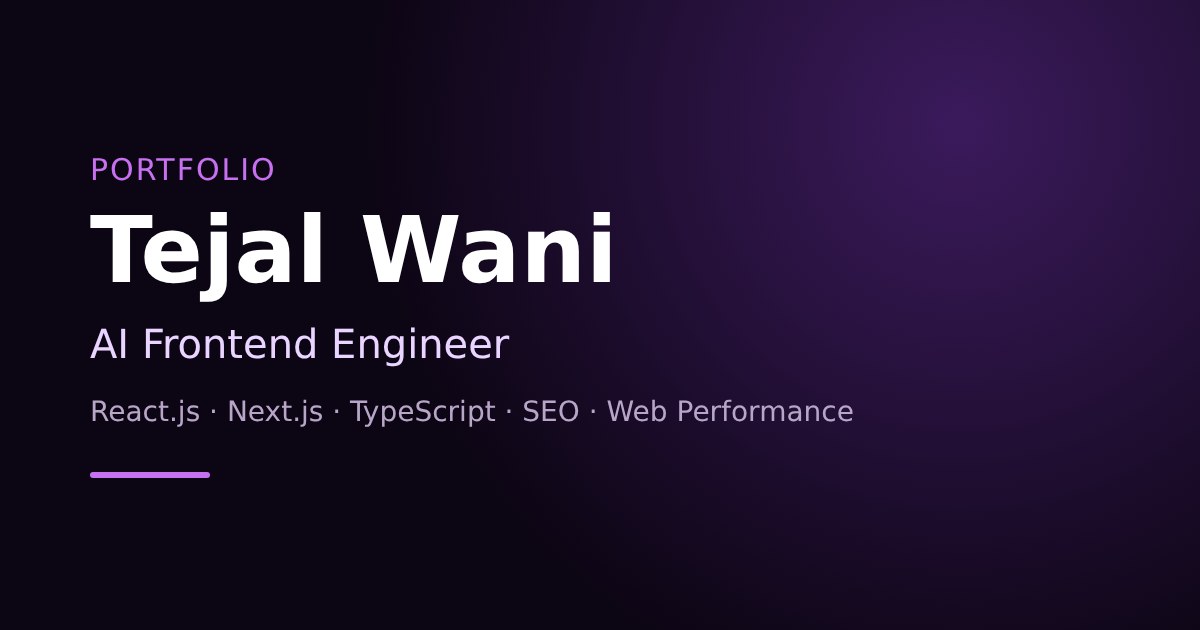 PORTFOLIO
Tejal Wani
AI Frontend Engineer
React.js · Next.js · TypeScript · SEO · Web Performance